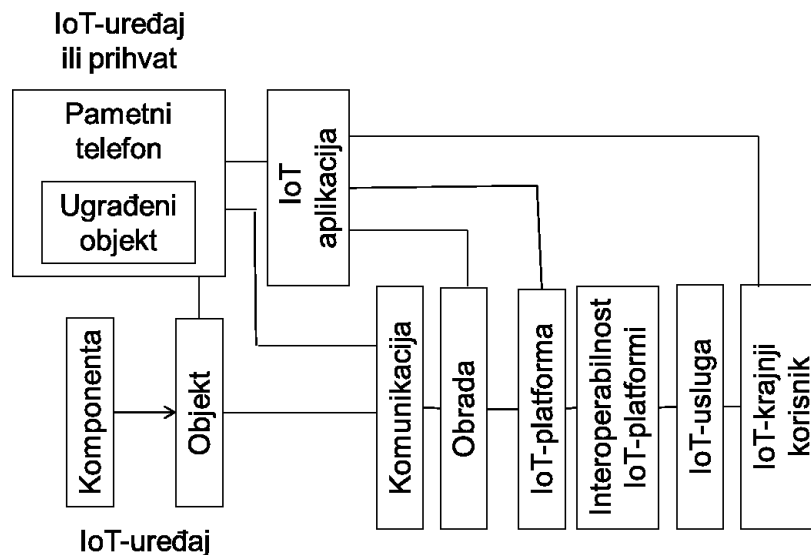 IoT-uređaj
ili prihvat
Pametni
telefon
Ugrađeni
objekt
IoT
aplikacija
Komponenta
Objekt
Komunikacija
Obrada
IoT-platforma
Interoperabilnost
IoT-platformi
IoT-usluga
IoT-krajnji
korisnik
IoT-uređaj